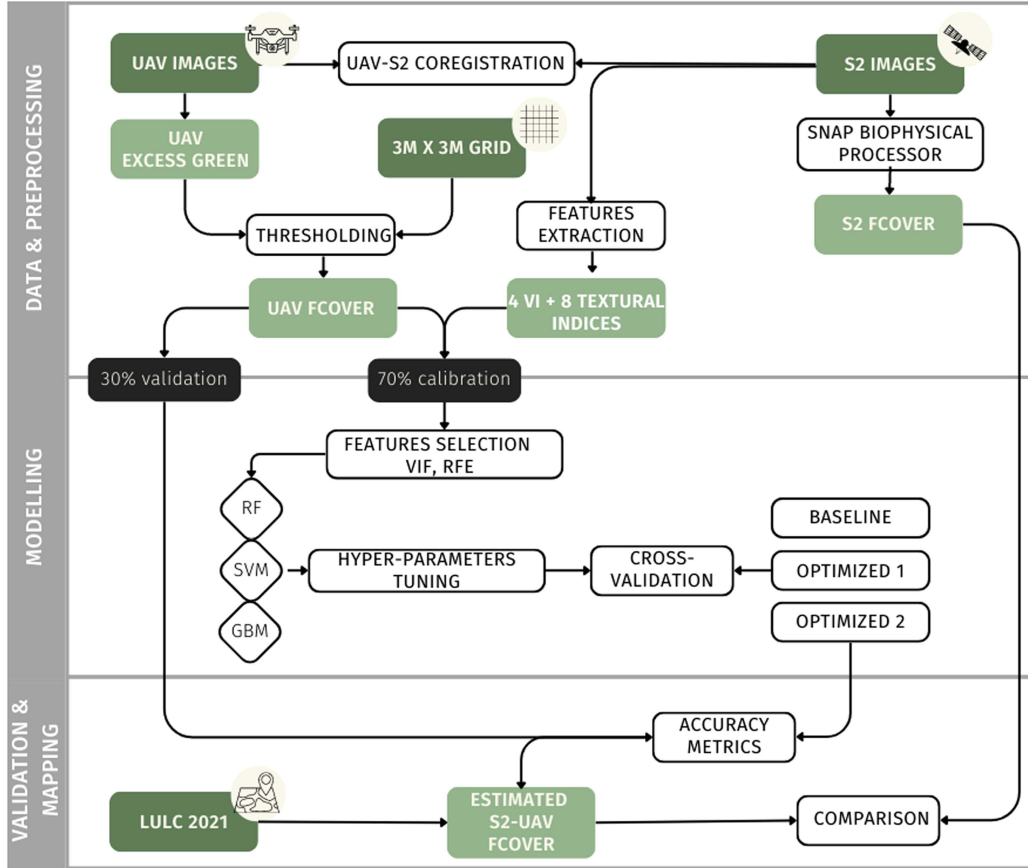 DATA & PREPROCESSING
UAV IMAGES
UAV-S2 COREGISTRATION
S2 IMAGES
UAV
EXCESS GREEN
3M X 3M GRID
SNAP BIOPHYSICAL
PROCESSOR
THRESHOLDING
FEATURES
EXTRACTION
S2 FCOVER
UAV FCOVER
4 VI + 8 TEXTURAL
INDICES
30% validation
70% calibration
MODELLING
FEATURES SELECTION
VIF, RFE
RF
SVM
GBM
HYPER-PARAMETERS
TUNING
CROSS-
VALIDATION
BASELINE
OPTIMIZED 1
OPTIMIZED 2
VALIDATION &
MAPPING
ACCURACY
METRICS
LULC 2021
ESTIMATED
S2-UAV
FCOVER
COMPARISON